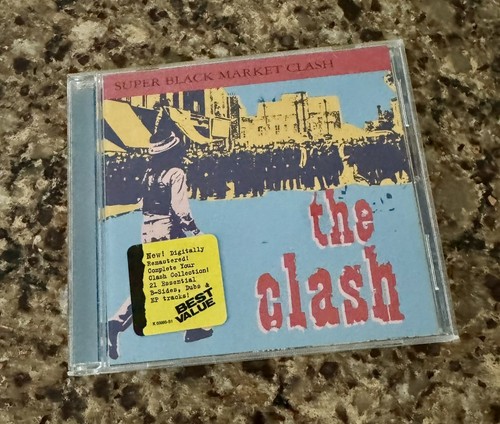 SUPER BLACK MARKET CLASH
the
clash
New! Digitally
Remastered!
Complete Your
Clash Collection!
21 Essential
B-Sides, Dubs &
EP tracks!
BEST
VALUE